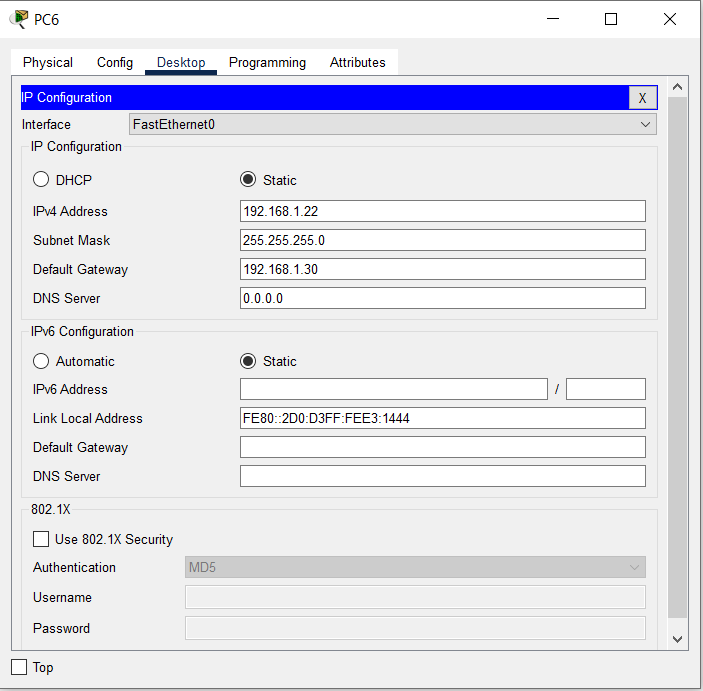 PC6
Physical Config Desktop Programming Attributes
IP Configuration X
Interface FastEthernet0
IP Configuration
DHCP Static
IPv4 Address 192.168.1.22
Subnet Mask 255.255.255.0
Default Gateway 192.168.1.30
DNS Server 0.0.0.0
IPv6 Configuration
Automatic Static
IPv6 Address /
Link Local Address FE80::2D0:D3FF:FEE3:1444
Default Gateway
DNS Server
802.1X
Use 802.1X Security
Authentication MD5
Username
Password
Top